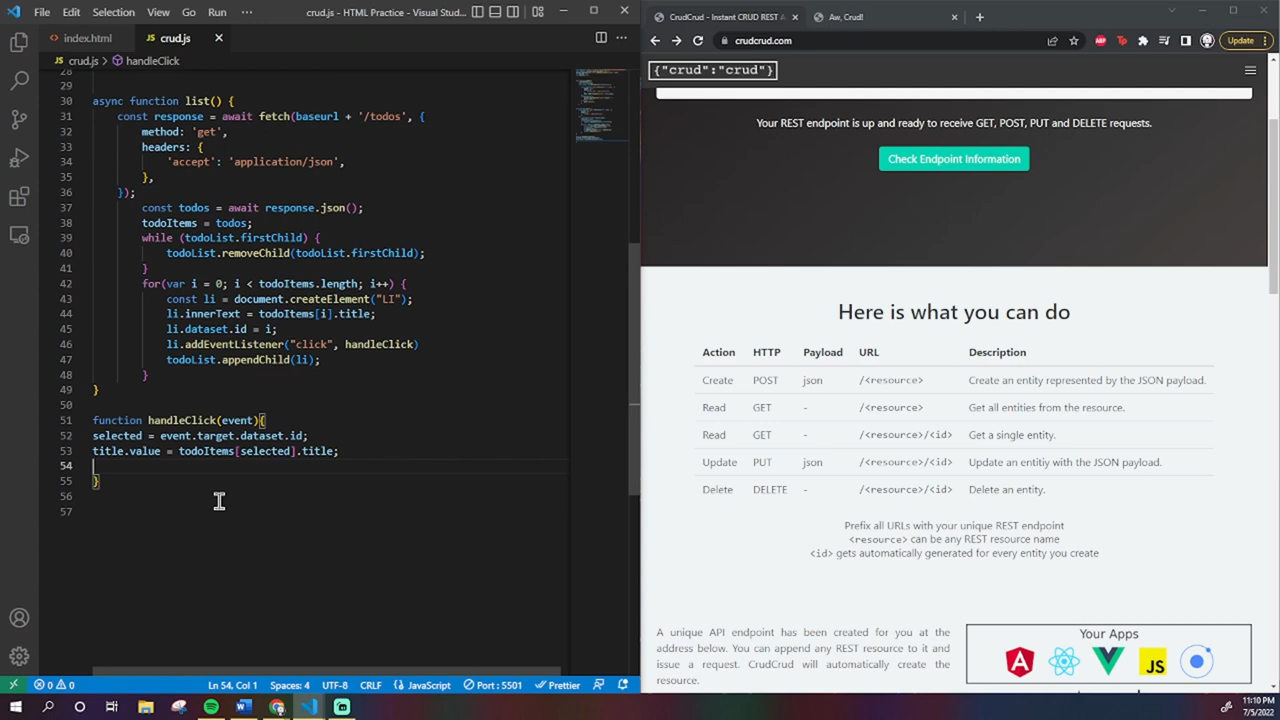 File Edit Selection View Go Run ··· crud.js - HTML Practice - Visual Stud...
index.html crud.js
crud.js > handleClick
28
29
30 async function list() {
31 const response = await fetch(baseurl + '/todos', {
32 method: 'get',
33 headers: {
34 'accept': 'application/json',
35 },
36 });
37 const todos = await response.json();
38 todoItems = todos;
39 while (todoList.firstChild) {
40 todoList.removeChild(todoList.firstChild);
41 }
42 for(var i = 0; i < todoItems.length; i++) {
43 const li = document.createElement("LI");
44 li.innerText = todoItems[i].title;
45 li.dataset.id = i;
46 li.addEventListener("click", handleClick)
47 todoList.appendChild(li);
48 }
49 }
50
51 function handleClick(event){
52 selected = event.target.dataset.id;
53 title.value = todoItems[selected].title;
54
55 }
56
57
0 0 Ln 54, Col 1 Spaces: 4 UTF-8 CRLF JavaScript Port : 5501 Prettier
CrudCrud - Instant CRUD REST A Aw, Crud!
crudcrud.com Update
{"crud":"crud"}
Your REST endpoint is up and ready to receive GET, POST, PUT and DELETE requests.
Check Endpoint Information
Here is what you can do
Action HTTP Payload URL Description
Create POST json /<resource> Create an entity represented by the JSON payload.
Read GET - /<resource> Get all entities from the resource.
Read GET - /<resource>/<id> Get a single entity.
Update PUT json /<resource>/<id> Update an entitiy with the JSON payload.
Delete DELETE - /<resource>/<id> Delete an entity.
Prefix all URLs with your unique REST endpoint
<resource> can be any REST resource name
<id> gets automatically generated for every entity you create
A unique API endpoint has been created for you at the
address below. You can append any REST resource to it and
issue a request. CrudCrud will automatically create the
resource.
Your Apps
JS
11:10 PM
7/5/2022